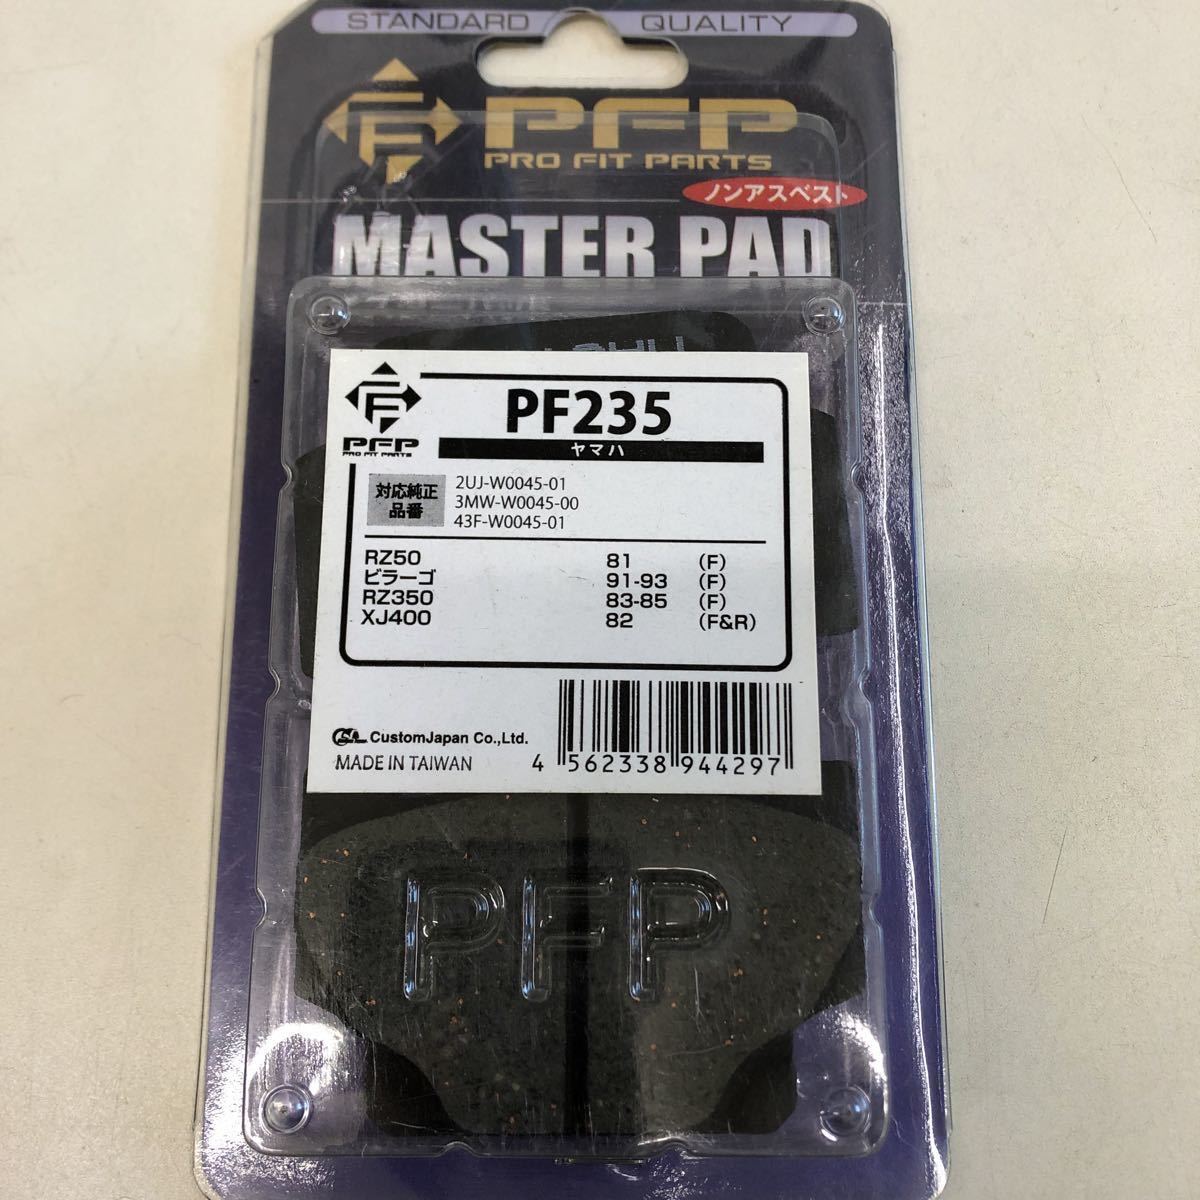 STANDARD QUALITY
PFP
PRO FIT PARTS
ノンアスベスト
MASTER PAD
PF235
PFP
PRO FIT PARTS
ヤマハ
対応純正
品番
2UJ-W0045-01
3MW-W0045-00
43F-W0045-01
RZ50 81 (F)
ビラーゴ 91-93 (F)
RZ350 83-85 (F)
XJ400 82 (F&R)
CustomJapan Co.,Ltd.
MADE IN TAIWAN
4 562338 944297
PFP